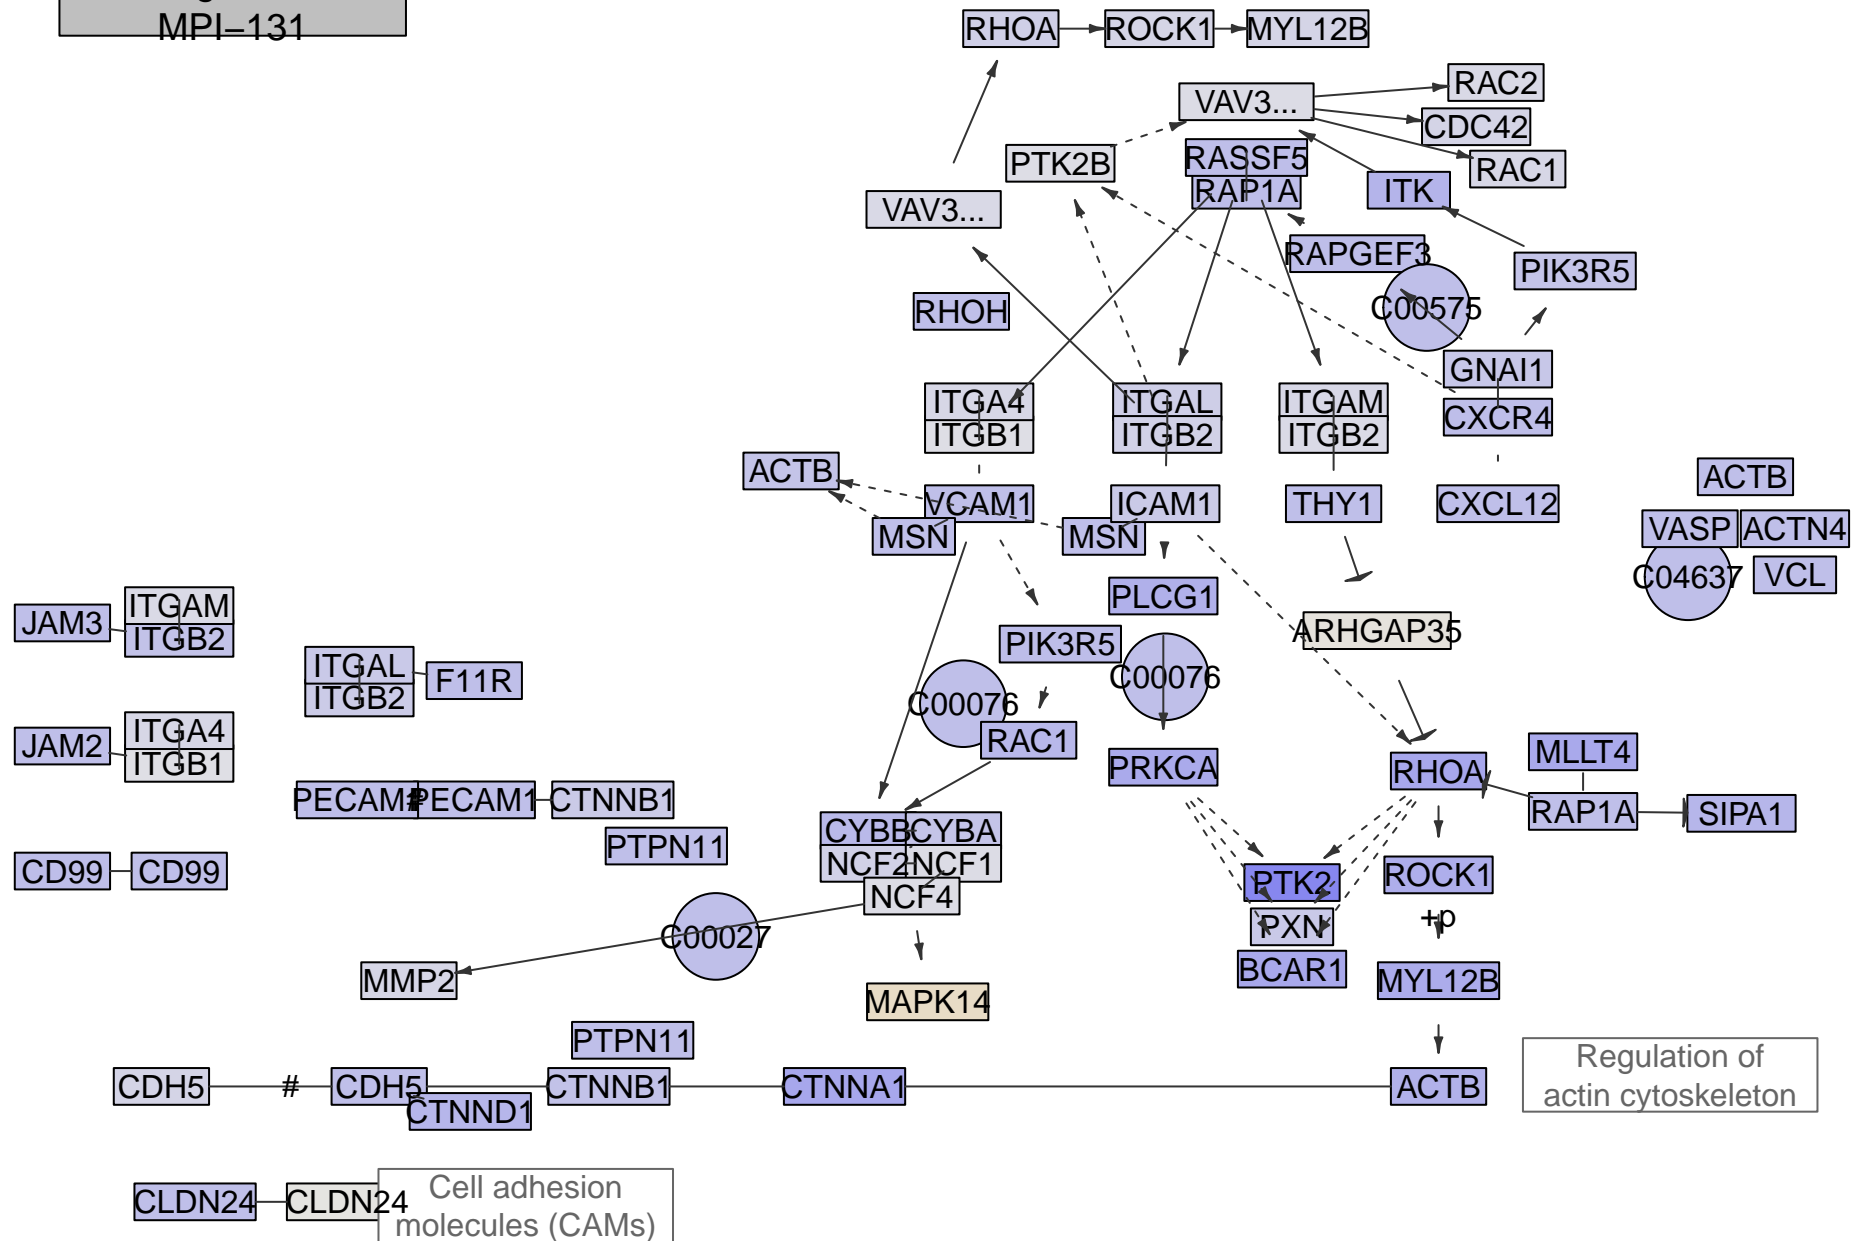 MPI–131
RHOA
ROCK1
MYL12B
RAC2
VAV3...
CDC42
RASSF5
PTK2B
RAC1
RAP1A
ITK
VAV3...
RAPGEF3
PIK3R5
RHOH
C00575
GNAI1
ITGA4
ITGAL
ITGAM
CXCR4
ITGB1
ITGB2
ITGB2
ACTB
ACTB
VCAM1
ICAM1
THY1
CXCL12
MSN
MSN
VASP
ACTN4
C04637
VCL
PLCG1
ITGAM
JAM3
ITGB2
ARHGAP35
PIK3R5
ITGAL
F11R
C00076
ITGB2
C00076
ITGA4
JAM2
ITGB1
RAC1
MLLT4
PRKCA
RHOA
PECAM1
#
PECAM1
CTNNB1
RAP1A
SIPA1
CYBB
CYBA
PTPN11
NCF2
NCF1
CD99
CD99
ROCK1
PTK2
NCF4
+p
PXN
C00027
BCAR1
MMP2
MYL12B
MAPK14
PTPN11
Regulation of
actin cytoskeleton
CDH5
#
CDH5
CTNNB1
CTNNA1
ACTB
CTNND1
CLDN24
CLDN24
Cell adhesion
molecules (CAMs)